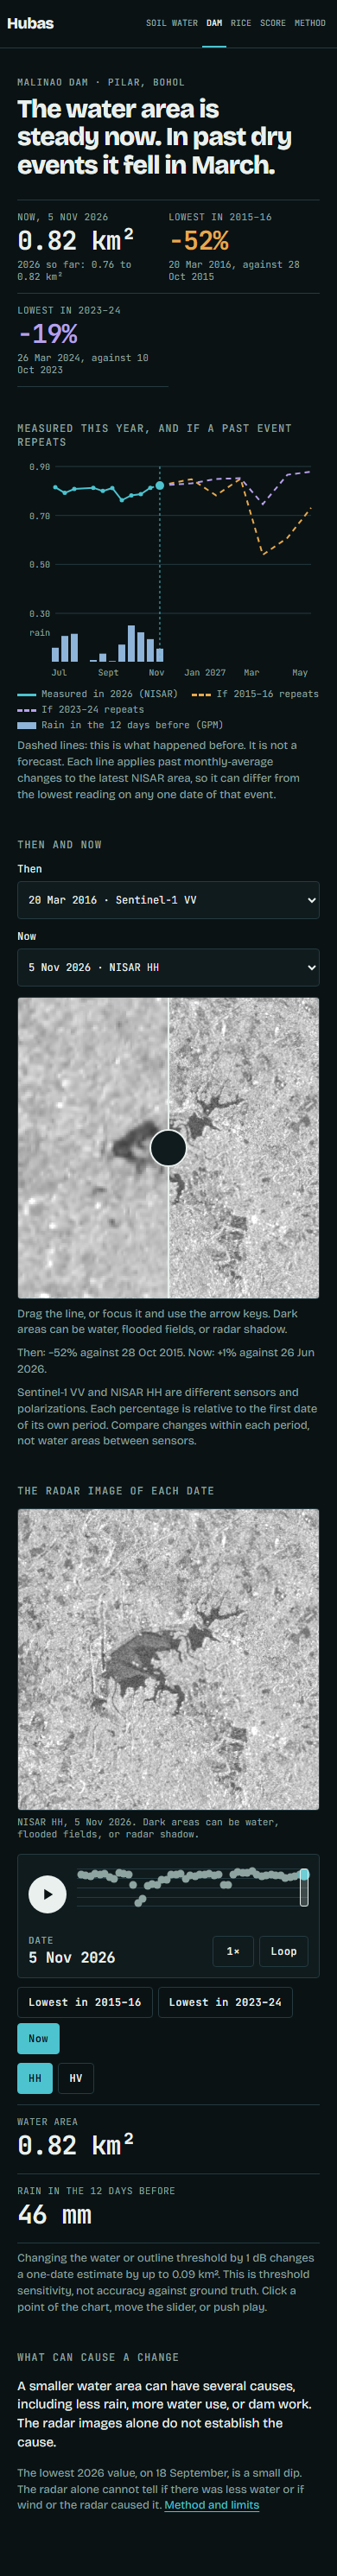 Hubas
SOIL WATER DAM RICE SCORE METHOD
MALINAO DAM · PILAR, BOHOL
The water area is
steady now. In past dry
events it fell in March.
NOW, 5 NOV 2026
0.82 km²
2026 so far: 0.76 to
0.82 km²
LOWEST IN 2015–16
-52%
20 Mar 2016, against 28
Oct 2015
LOWEST IN 2023–24
-19%
26 Mar 2024, against 10
Oct 2023
MEASURED THIS YEAR, AND IF A PAST EVENT
REPEATS
0.90
0.70
0.50
0.30
rain
Jul Sept Nov Jan 2027 Mar May
Measured in 2026 (NISAR) If 2015–16 repeats
If 2023–24 repeats
Rain in the 12 days before (GPM)
Dashed lines: this is what happened before. It is not a
forecast. Each line applies past monthly-average
changes to the latest NISAR area, so it can differ from
the lowest reading on any one date of that event.
THEN AND NOW
Then
20 Mar 2016 · Sentinel-1 VV
Now
5 Nov 2026 · NISAR HH
Drag the line, or focus it and use the arrow keys. Dark
areas can be water, flooded fields, or radar shadow.
Then: -52% against 28 Oct 2015. Now: +1% against 26 Jun
2026.
Sentinel-1 VV and NISAR HH are different sensors and
polarizations. Each percentage is relative to the first date
of its own period. Compare changes within each period,
not water areas between sensors.
THE RADAR IMAGE OF EACH DATE
NISAR HH, 5 Nov 2026. Dark areas can be water,
flooded fields, or radar shadow.
DATE
5 Nov 2026
1×
Loop
Lowest in 2015–16
Lowest in 2023–24
Now
HH
HV
WATER AREA
0.82 km²
RAIN IN THE 12 DAYS BEFORE
46 mm
Changing the water or outline threshold by 1 dB changes
a one-date estimate by up to 0.09 km². This is threshold
sensitivity, not accuracy against ground truth. Click a
point of the chart, move the slider, or push play.
WHAT CAN CAUSE A CHANGE
A smaller water area can have several causes,
including less rain, more water use, or dam work.
The radar images alone do not establish the
cause.
The lowest 2026 value, on 18 September, is a small dip.
The radar alone cannot tell if there was less water or if
wind or the radar caused it. Method and limits